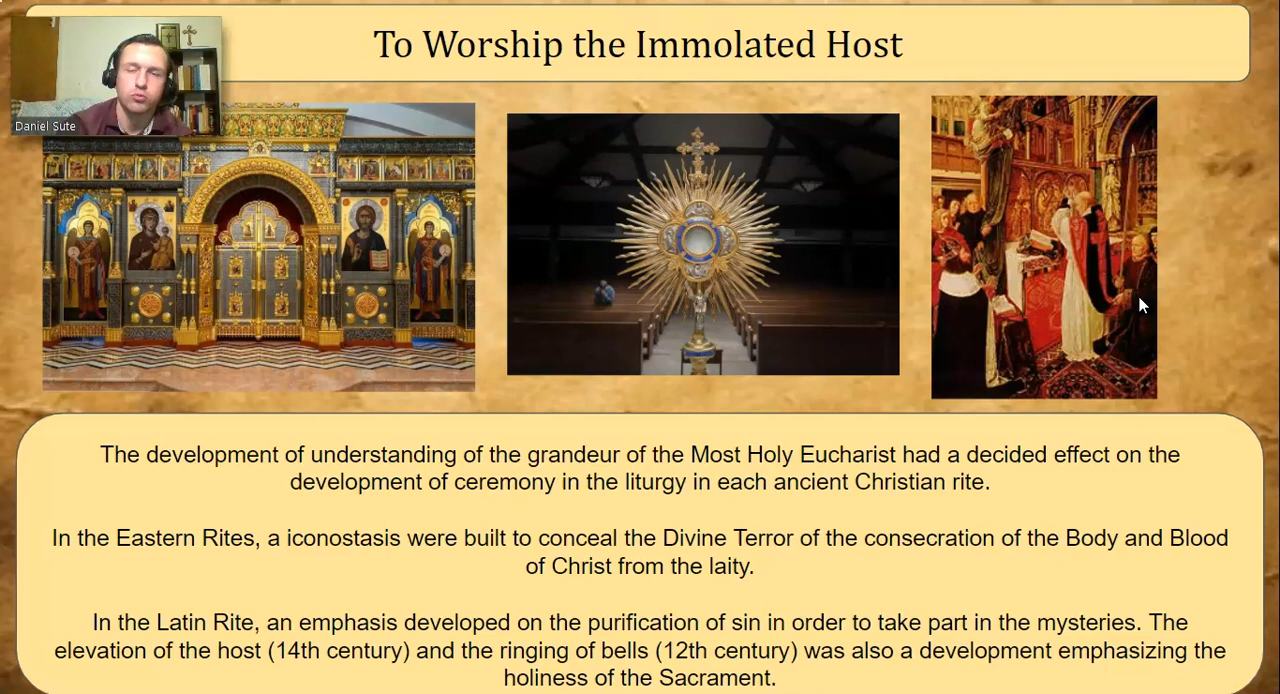 To Worship the Immolated Host
Daniel Sute
The development of understanding of the grandeur of the Most Holy Eucharist had a decided effect on the
development of ceremony in the liturgy in each ancient Christian rite.
In the Eastern Rites, a iconostasis were built to conceal the Divine Terror of the consecration of the Body and Blood
of Christ from the laity.
In the Latin Rite, an emphasis developed on the purification of sin in order to take part in the mysteries. The
elevation of the host (14th century) and the ringing of bells (12th century) was also a development emphasizing the
holiness of the Sacrament.